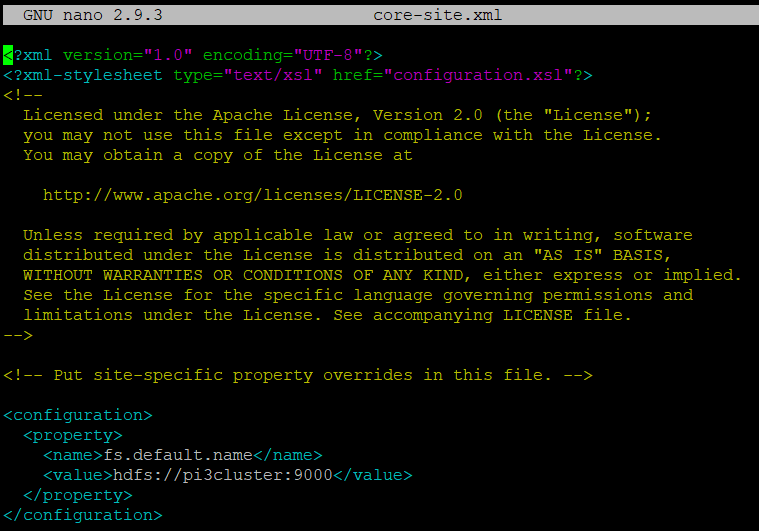 GNU nano 2.9.3 core-site.xml
<?xml version="1.0" encoding="UTF-8"?>
<?xml-stylesheet type="text/xsl" href="configuration.xsl"?>
<!--
  Licensed under the Apache License, Version 2.0 (the "License");
  you may not use this file except in compliance with the License.
  You may obtain a copy of the License at

    http://www.apache.org/licenses/LICENSE-2.0

  Unless required by applicable law or agreed to in writing, software
  distributed under the License is distributed on an "AS IS" BASIS,
  WITHOUT WARRANTIES OR CONDITIONS OF ANY KIND, either express or implied.
  See the License for the specific language governing permissions and
  limitations under the License. See accompanying LICENSE file.
-->

<!-- Put site-specific property overrides in this file. -->

<configuration>
  <property>
    <name>fs.default.name</name>
    <value>hdfs://pi3cluster:9000</value>
  </property>
</configuration>